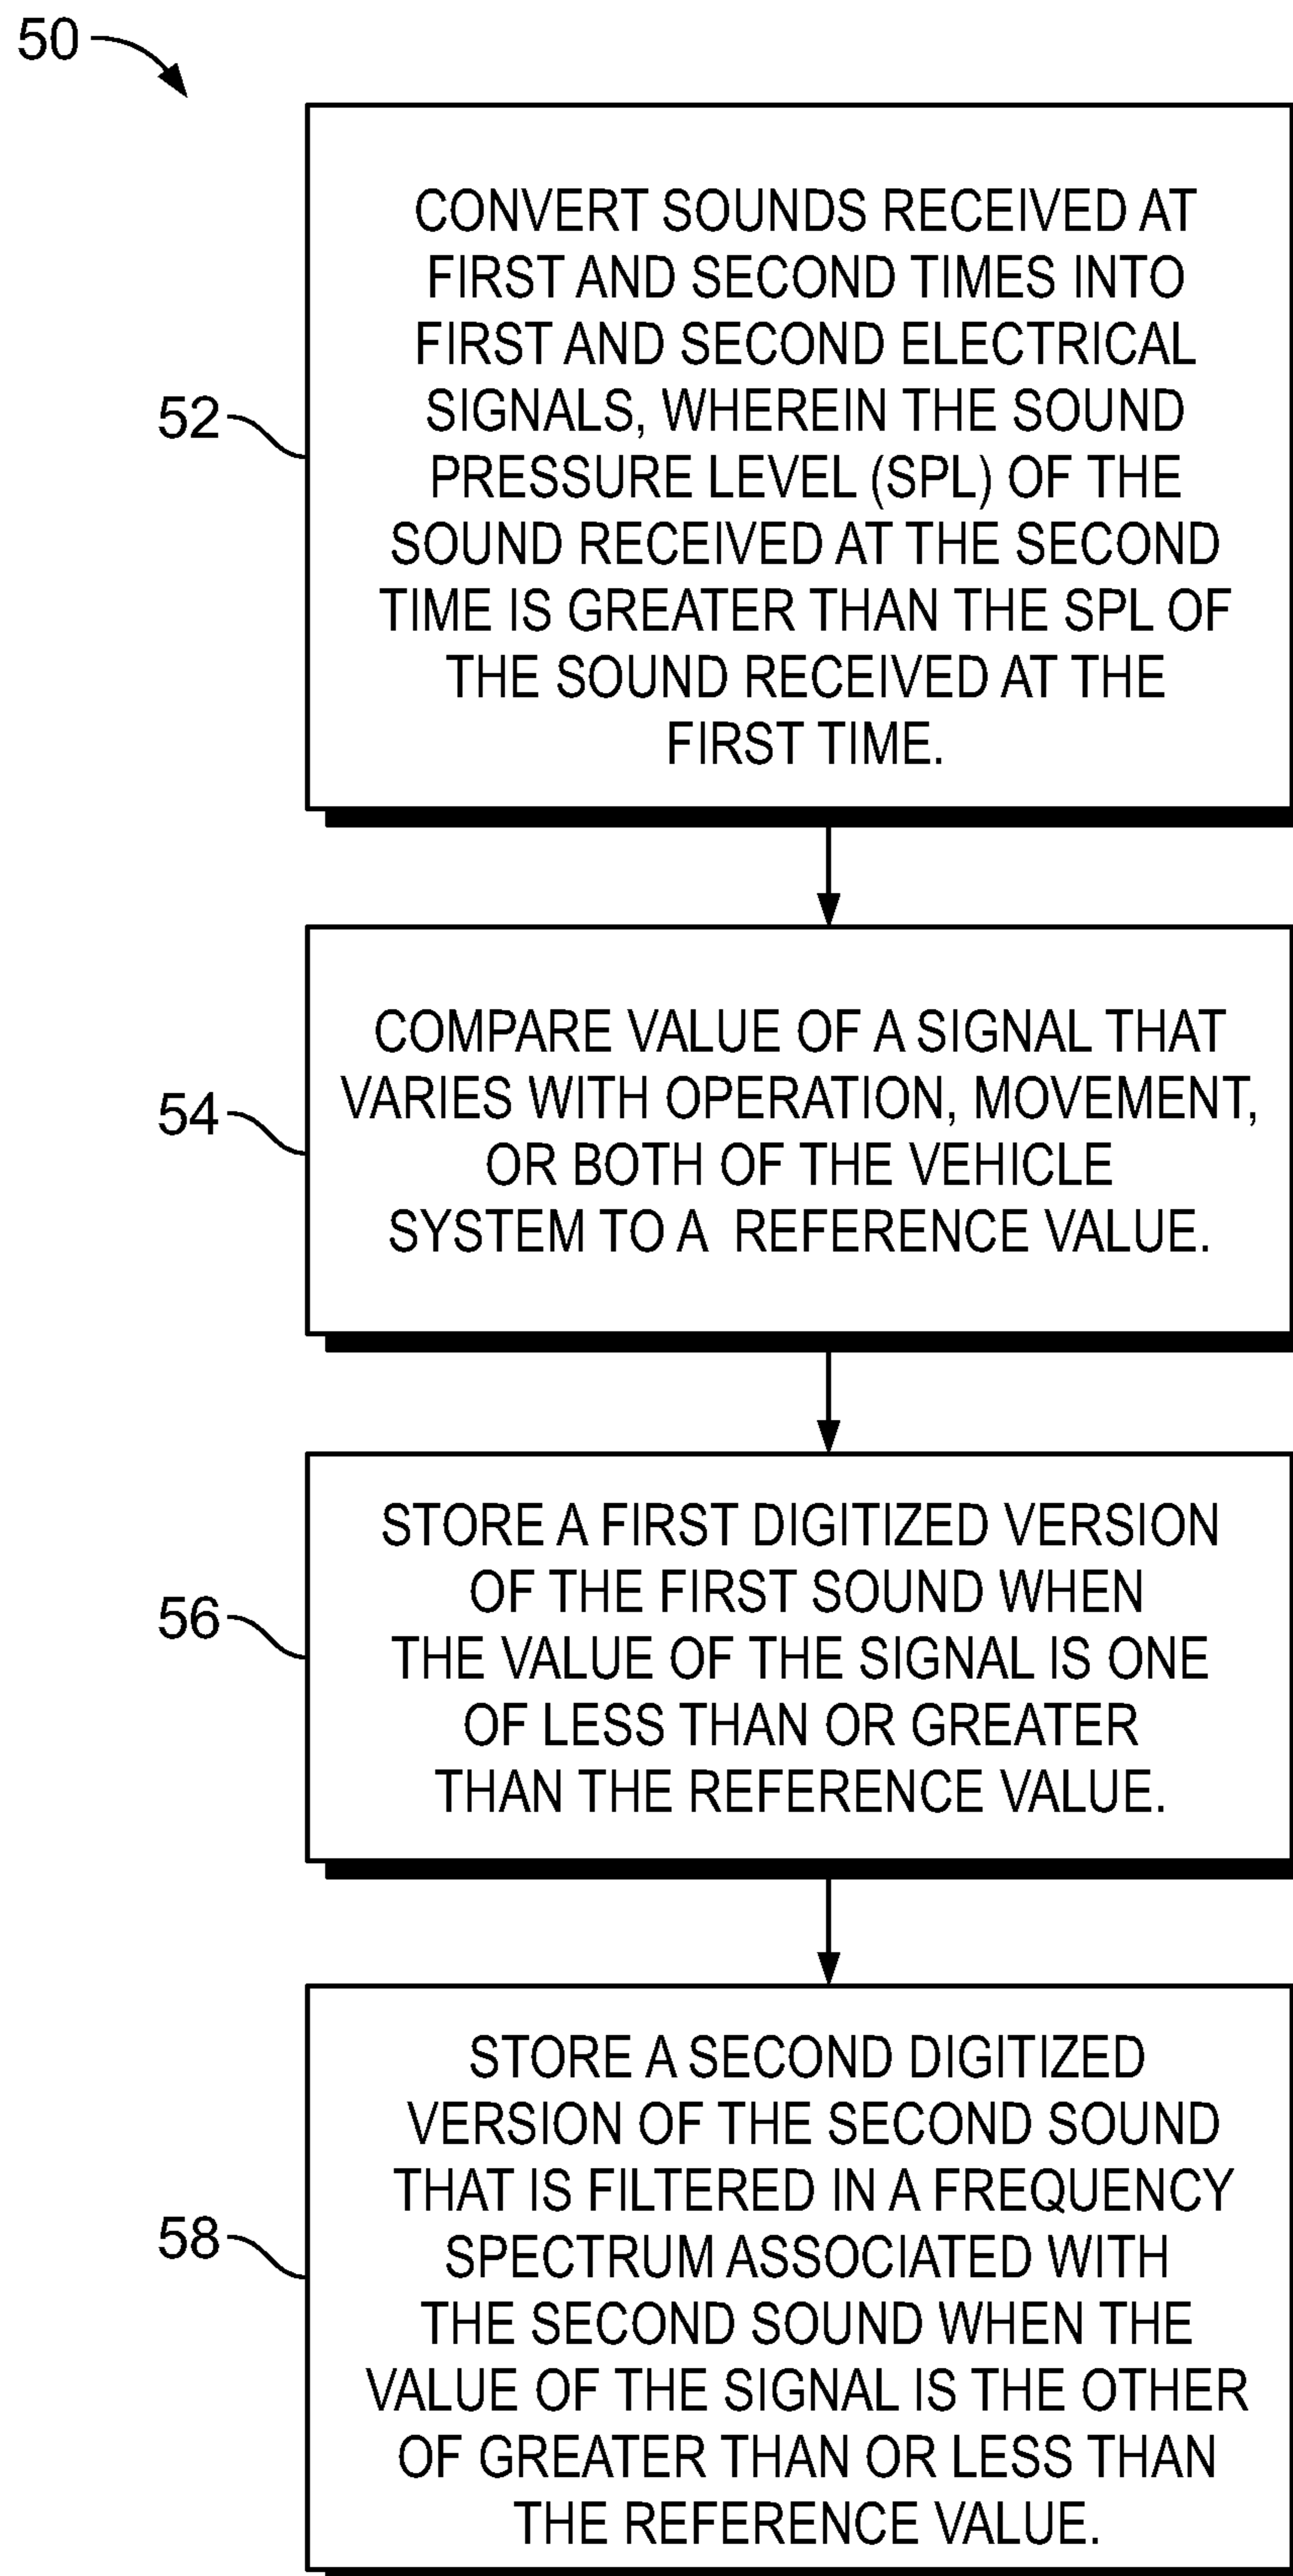 50
52
CONVERT SOUNDS RECEIVED AT
FIRST AND SECOND TIMES INTO
FIRST AND SECOND ELECTRICAL
SIGNALS, WHEREIN THE SOUND
PRESSURE LEVEL (SPL) OF THE
SOUND RECEIVED AT THE SECOND
TIME IS GREATER THAN THE SPL OF
THE SOUND RECEIVED AT THE
FIRST TIME.
54
COMPARE VALUE OF A SIGNAL THAT
VARIES WITH OPERATION, MOVEMENT,
OR BOTH OF THE VEHICLE
SYSTEM TO A REFERENCE VALUE.
56
STORE A FIRST DIGITIZED VERSION
OF THE FIRST SOUND WHEN
THE VALUE OF THE SIGNAL IS ONE
OF LESS THAN OR GREATER
THAN THE REFERENCE VALUE.
58
STORE A SECOND DIGITIZED
VERSION OF THE SECOND SOUND
THAT IS FILTERED IN A FREQUENCY
SPECTRUM ASSOCIATED WITH
THE SECOND SOUND WHEN THE
VALUE OF THE SIGNAL IS THE OTHER
OF GREATER THAN OR LESS THAN
THE REFERENCE VALUE.